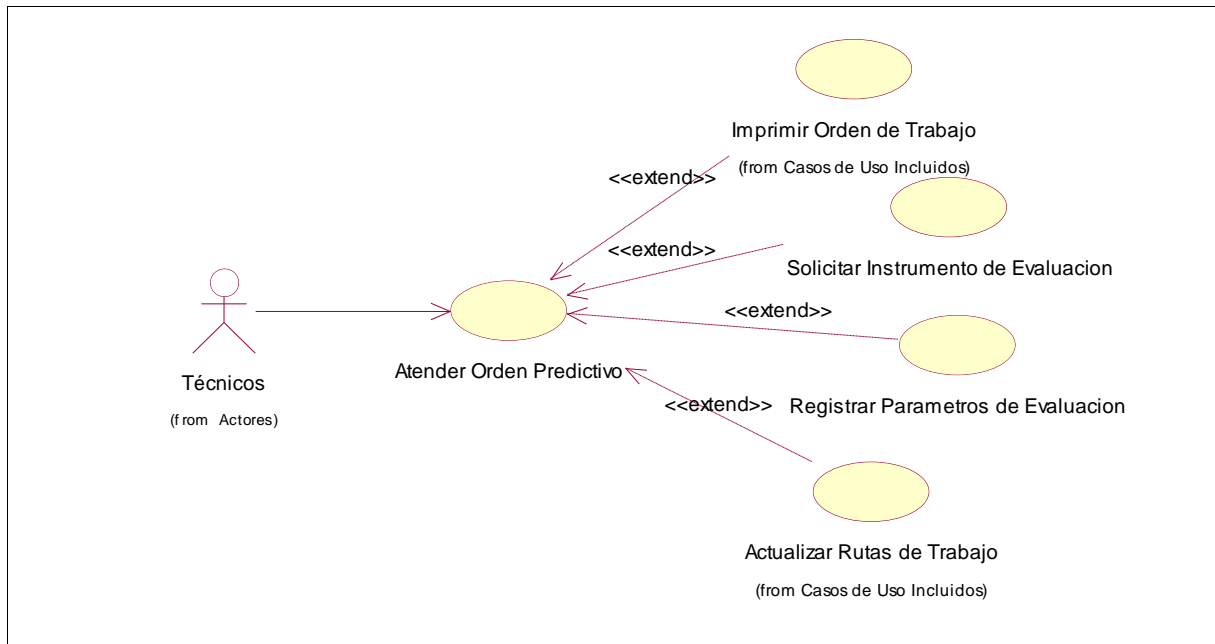 Imprimir Orden de Trabajo
(from Casos de Uso Incluidos)
<<extend>>
<<extend>>
Solicitar Instrumento de Evaluacion
<<extend>>
Atender Orden Predictivo
Técnicos
(from Actores)
<<extend>>
Registrar Parametros de Evaluacion
Actualizar Rutas de Trabajo
(from Casos de Uso Incluidos)